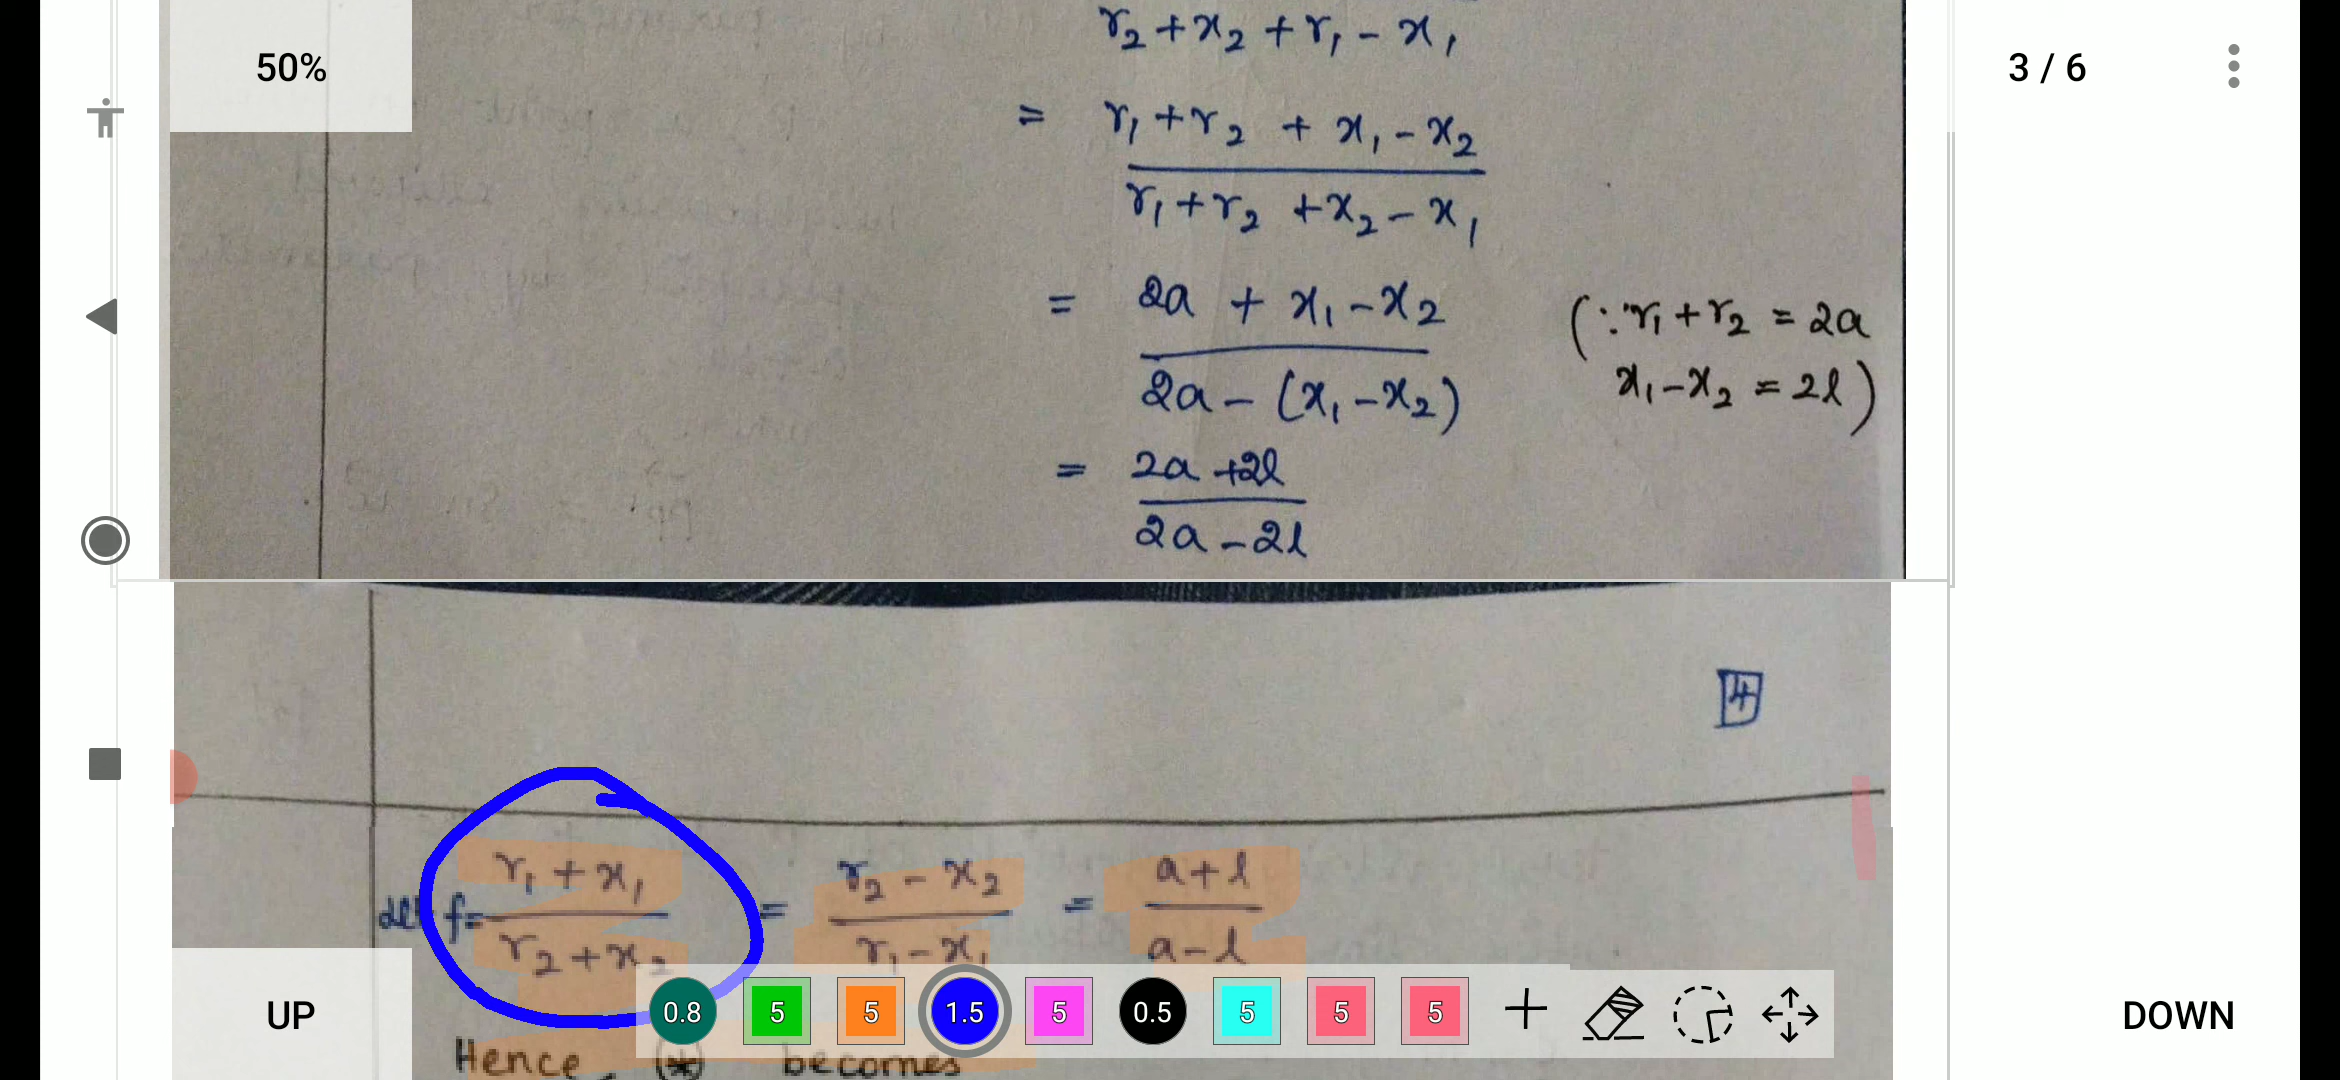 50%
3 / 6
r₂ + x₂ + r₁ - x₁
= r₁ + r₂ + x₁ - x₂
r₁ + r₂ + x₂ - x₁
= 2a + x₁ - x₂
2a - (x₁ - x₂)
(∵ r₁ + r₂ = 2a
x₁ - x₂ = 2l)
= 2a + 2l
2a - 2l
4
let f = r₁ + x₁ = r₂ - x₂ = a + l
r₂ + x₂ r₁ - x₁ a - l
UP
0.8 5 5 1.5 5 0.5 5 5 5
DOWN
Hence (*) becomes